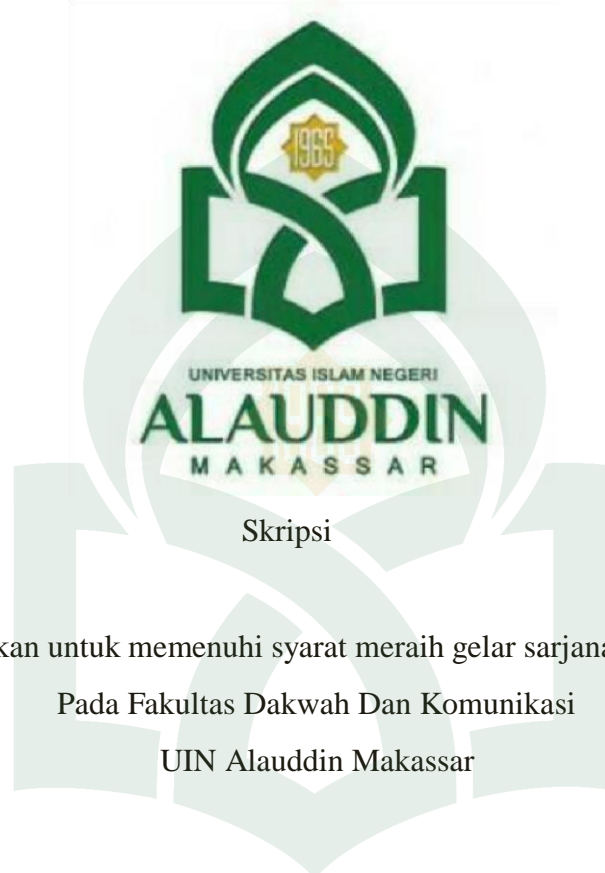 1965
UNIVERSITAS ISLAM NEGERI
ALAUDDIN
MAKASSAR
Skripsi
kan untuk memenuhi syarat meraih gelar sarjana
Pada Fakultas Dakwah Dan Komunikasi
UIN Alauddin Makassar